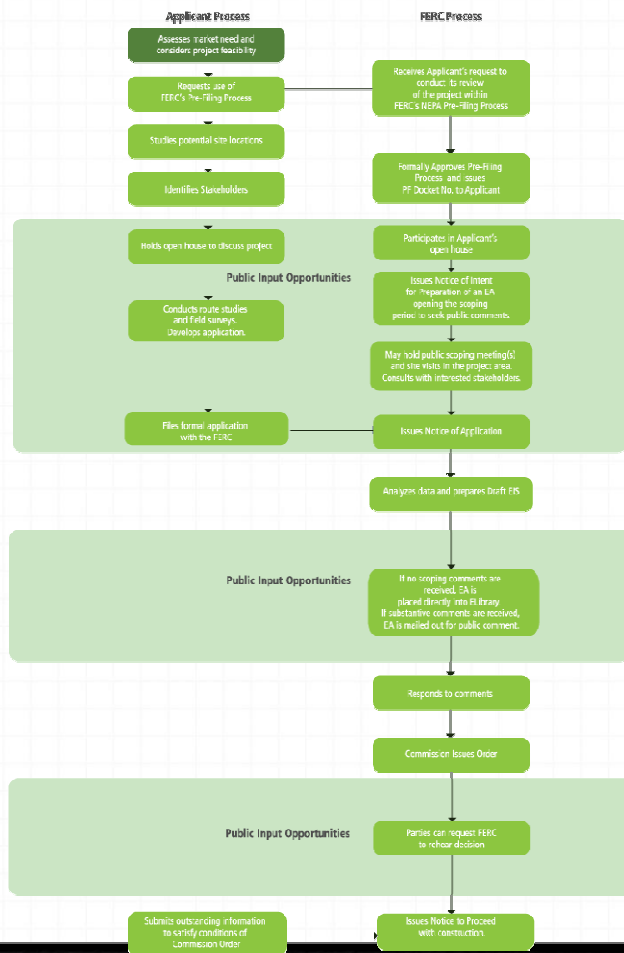 Applicant Process
FERC Process
Assesses market need and
considers project feasibility
Requests use of
FERC's Pre-Filing Process
Receives Applicant's request to
conduct its review
of the project within
FERC's NEPA Pre-Filing Process
Studies potential site locations
Formally Approves Pre-Filing
Process and issues
PF Docket No. to Applicant
Identifies Stakeholders
Holds open house to discuss project
Participates in Applicant's
open house
Public Input Opportunities
Issues Notice of Intent
for Preparation of an EA
opening the scoping
period to seek public comments.
Conducts route studies
and field surveys.
Develops application.
May hold public scoping meeting(s)
and site visits in the project area.
Consults with interested stakeholders.
Files formal application
with the FERC
Issues Notice of Application
Analyzes data and prepares Draft EIS
Public Input Opportunities
If no scoping comments are
received, EA is
placed directly into ELibrary.
If substantive comments are received,
EA is mailed out for public comment.
Responds to comments
Commission Issues Order
Public Input Opportunities
Parties can request FERC
to rehear decision
Submits outstanding information
to satisfy conditions of
Commission Order
Issues Notice to Proceed
with construction.